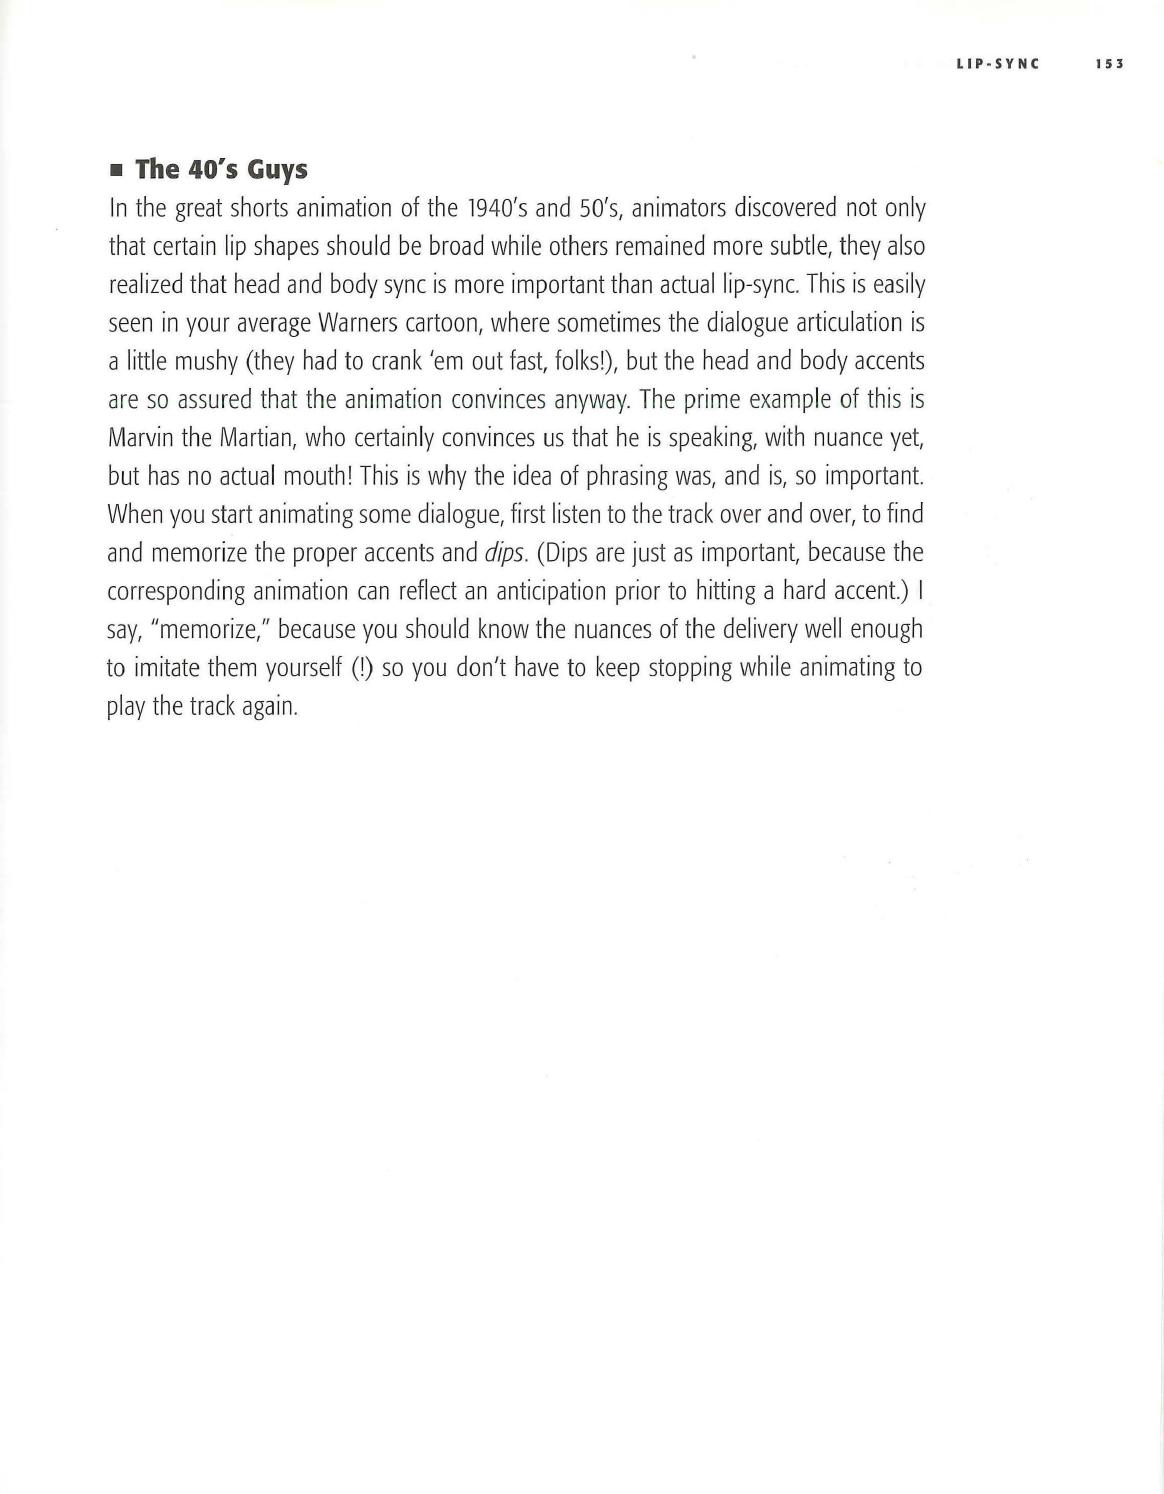 LIP-SYNC 153
▪ The 40's Guys
In the great shorts animation of the 1940's and 50's, animators discovered not only
that certain lip shapes should be broad while others remained more subtle, they also
realized that head and body sync is more important than actual lip-sync. This is easily
seen in your average Warners cartoon, where sometimes the dialogue articulation is
a little mushy (they had to crank 'em out fast, folks!), but the head and body accents
are so assured that the animation convinces anyway. The prime example of this is
Marvin the Martian, who certainly convinces us that he is speaking, with nuance yet,
but has no actual mouth! This is why the idea of phrasing was, and is, so important.
When you start animating some dialogue, first listen to the track over and over, to find
and memorize the proper accents and dips. (Dips are just as important, because the
corresponding animation can reflect an anticipation prior to hitting a hard accent.) I
say, "memorize," because you should know the nuances of the delivery well enough
to imitate them yourself (!) so you don't have to keep stopping while animating to
play the track again.